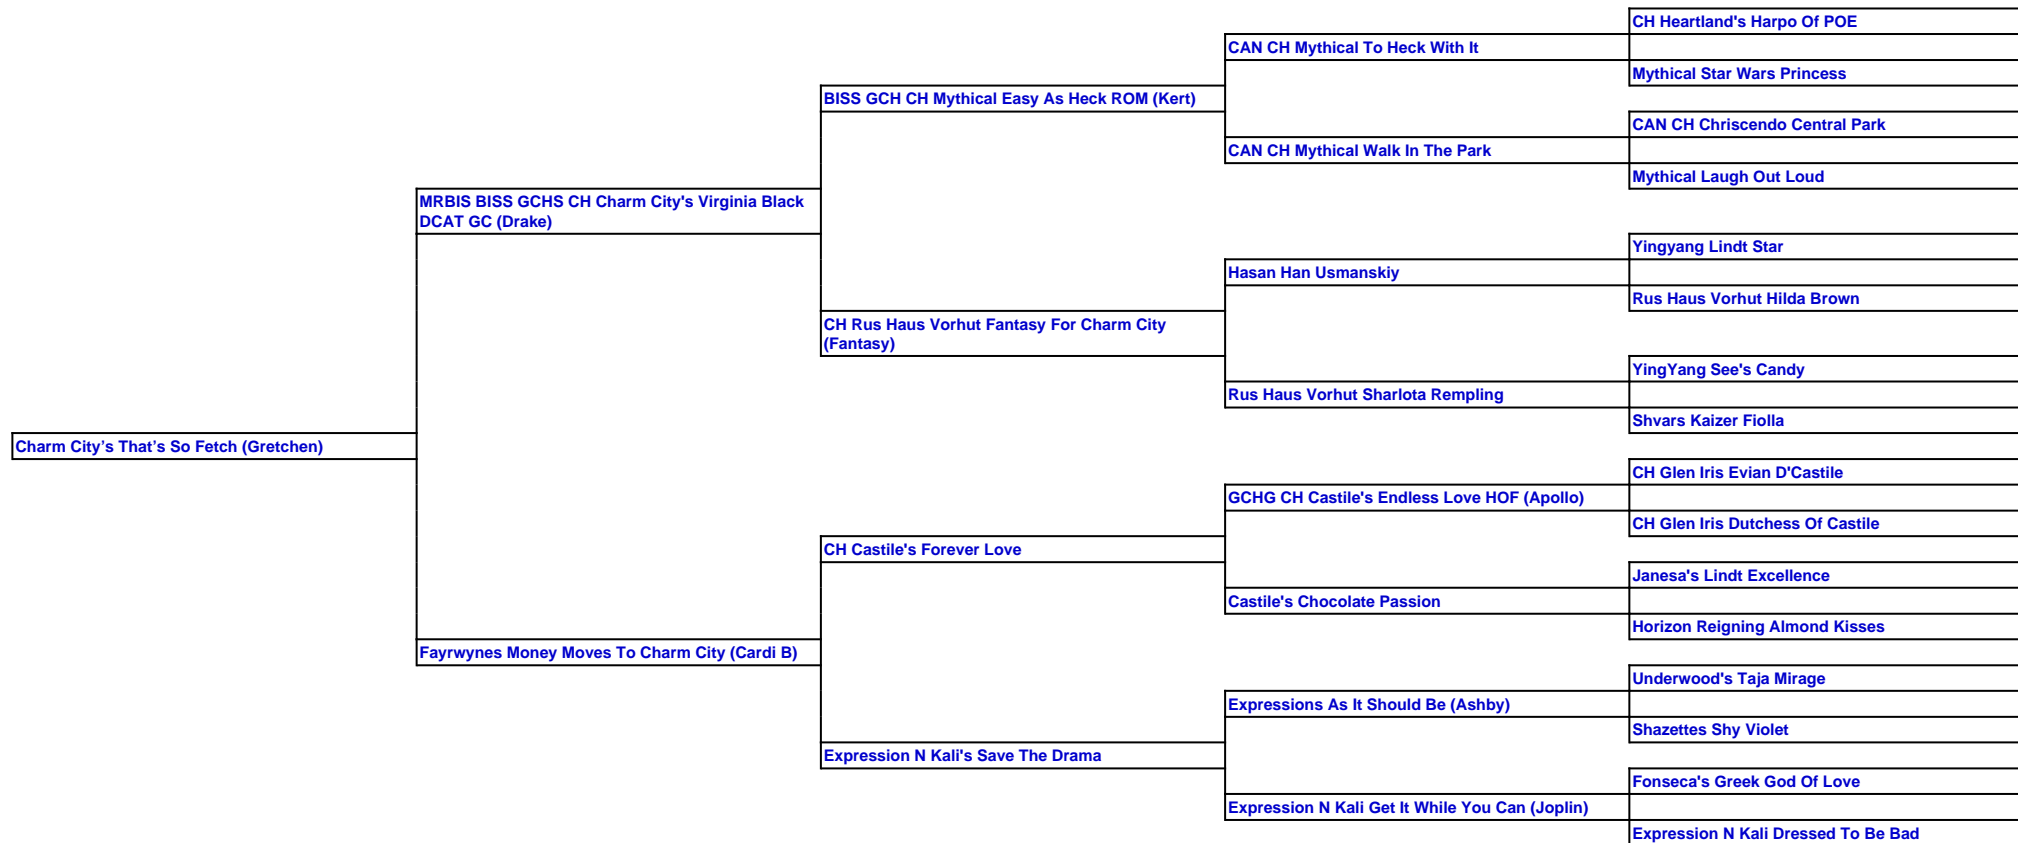 CH Heartland's Harpo Of POE
CAN CH Mythical To Heck With It
Mythical Star Wars Princess
BISS GCH CH Mythical Easy As Heck ROM (Kert)
CAN CH Chriscendo Central Park
CAN CH Mythical Walk In The Park
Mythical Laugh Out Loud
MRBIS BISS GCHS CH Charm City's Virginia Black
DCAT GC (Drake)
Yingyang Lindt Star
Hasan Han Usmanskiy
Rus Haus Vorhut Hilda Brown
CH Rus Haus Vorhut Fantasy For Charm City
(Fantasy)
YingYang See's Candy
Rus Haus Vorhut Sharlota Rempling
Shvars Kaizer Fiolla
Charm City’s That’s So Fetch (Gretchen)
CH Glen Iris Evian D'Castile
GCHG CH Castile's Endless Love HOF (Apollo)
CH Glen Iris Dutchess Of Castile
CH Castile's Forever Love
Janesa's Lindt Excellence
Castile's Chocolate Passion
Horizon Reigning Almond Kisses
Fayrwynes Money Moves To Charm City (Cardi B)
Underwood's Taja Mirage
Expressions As It Should Be (Ashby)
Shazettes Shy Violet
Expression N Kali's Save The Drama
Fonseca's Greek God Of Love
Expression N Kali Get It While You Can (Joplin)
Expression N Kali Dressed To Be Bad